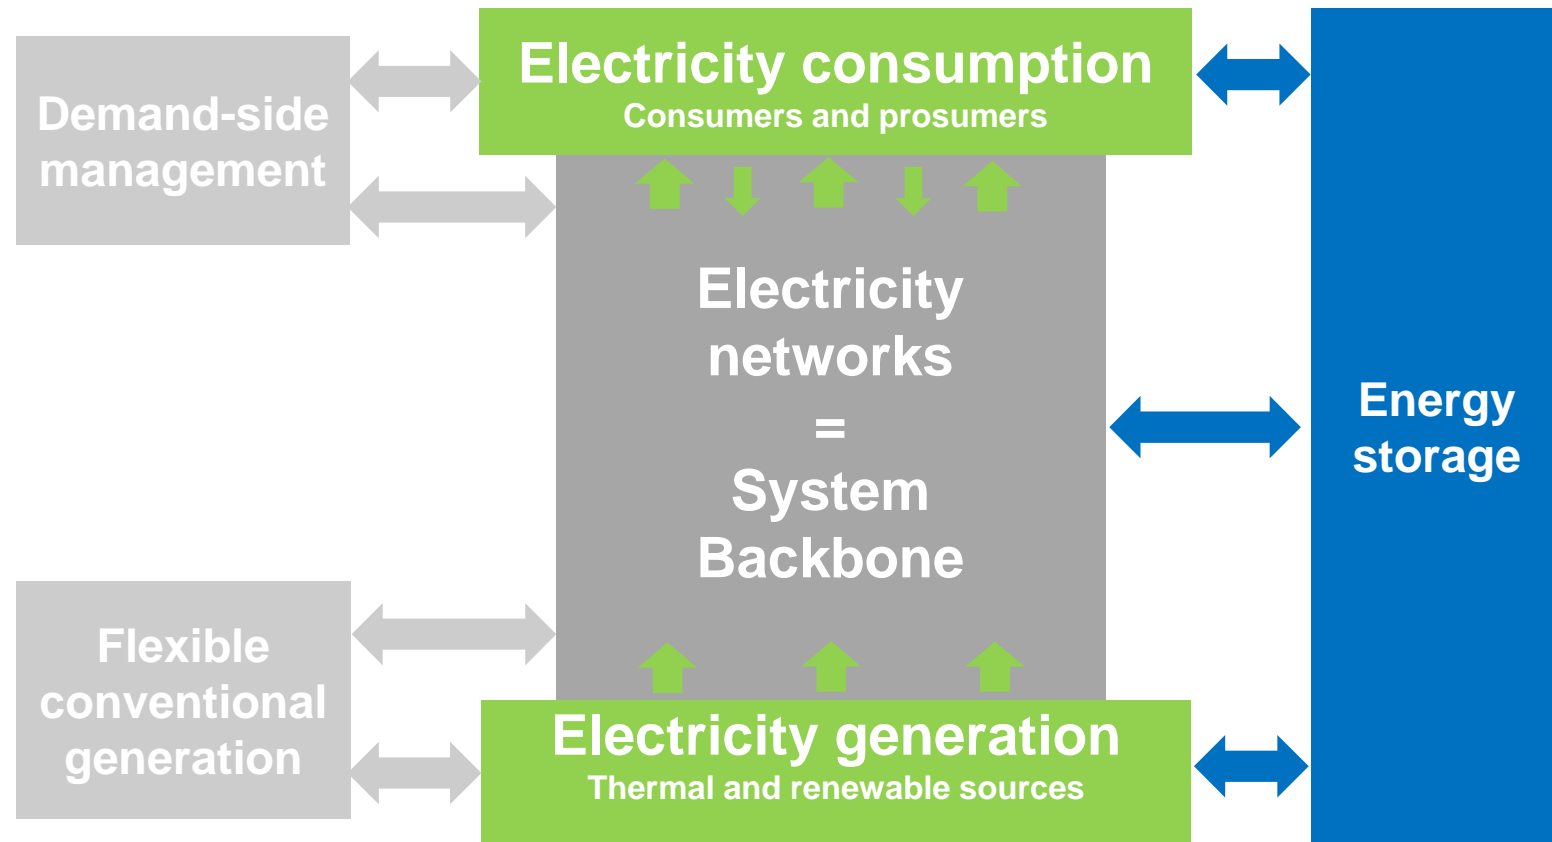 Demand-side
management
Electricity consumption
Consumers and prosumers
Electricity
networks
=
System
Backbone
Energy
storage
Flexible
conventional
generation
Electricity generation
Thermal and renewable sources